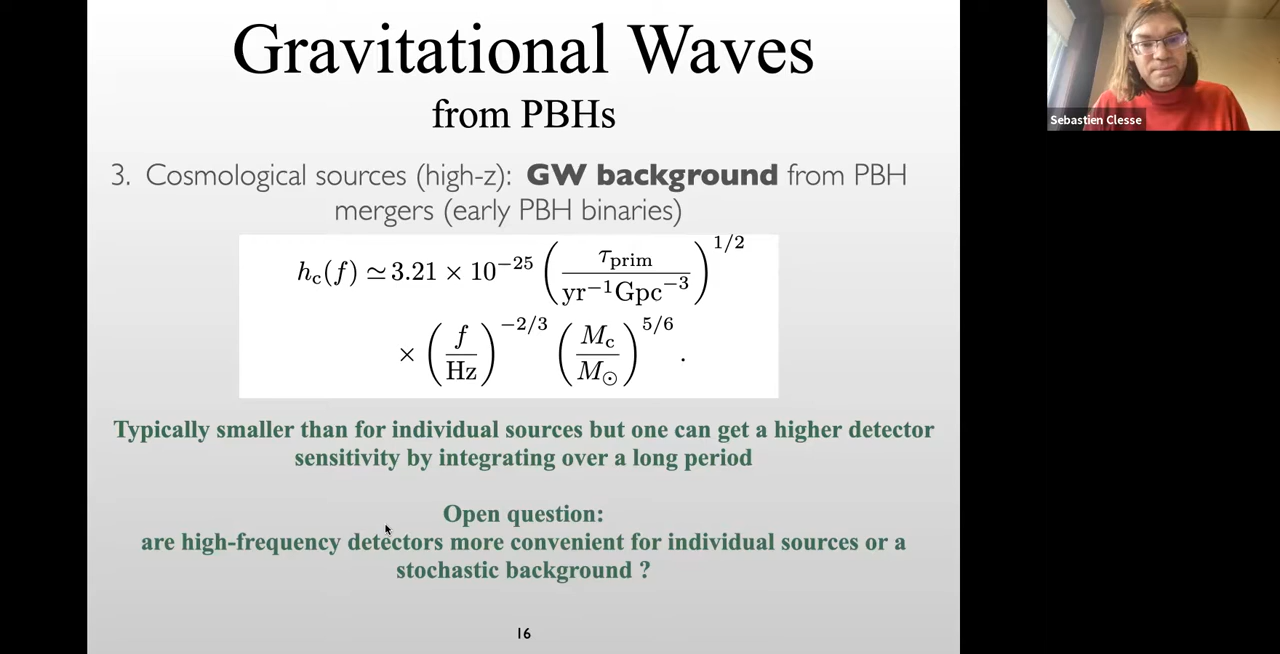 Gravitational Waves
from PBHs
3. Cosmological sources (high-z): GW background from PBH
mergers (early PBH binaries)
h_c(f) ≃ 3.21 × 10^{−25} (τ_prim / yr^{−1}Gpc^{−3})^{1/2}
× (f / Hz)^{−2/3} (M_c / M_⊙)^{5/6} .
Typically smaller than for individual sources but one can get a higher detector
sensitivity by integrating over a long period
Open question:
are high-frequency detectors more convenient for individual sources or a
stochastic background ?
16
Sebastien Clesse